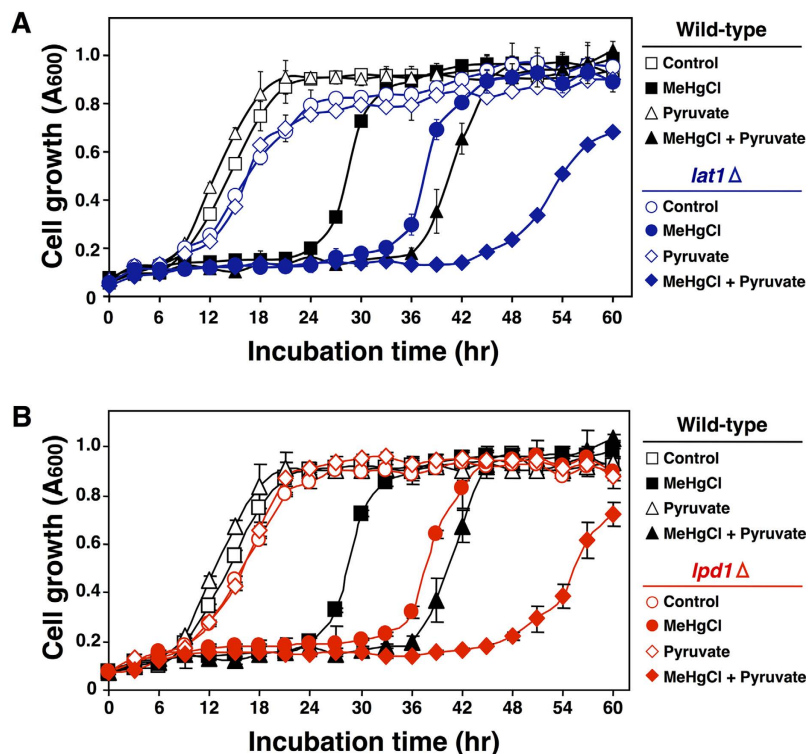 A
Cell growth (A600)
1.0
0.8
0.6
0.4
0.2
0
0 6 12 18 24 30 36 42 48 54 60
Incubation time (hr)
Wild-type
Control
MeHgCl
Pyruvate
MeHgCl + Pyruvate
lat1Δ
Control
MeHgCl
Pyruvate
MeHgCl + Pyruvate
B
Cell growth (A600)
1.0
0.8
0.6
0.4
0.2
0
0 6 12 18 24 30 36 42 48 54 60
Incubation time (hr)
Wild-type
Control
MeHgCl
Pyruvate
MeHgCl + Pyruvate
lpd1Δ
Control
MeHgCl
Pyruvate
MeHgCl + Pyruvate